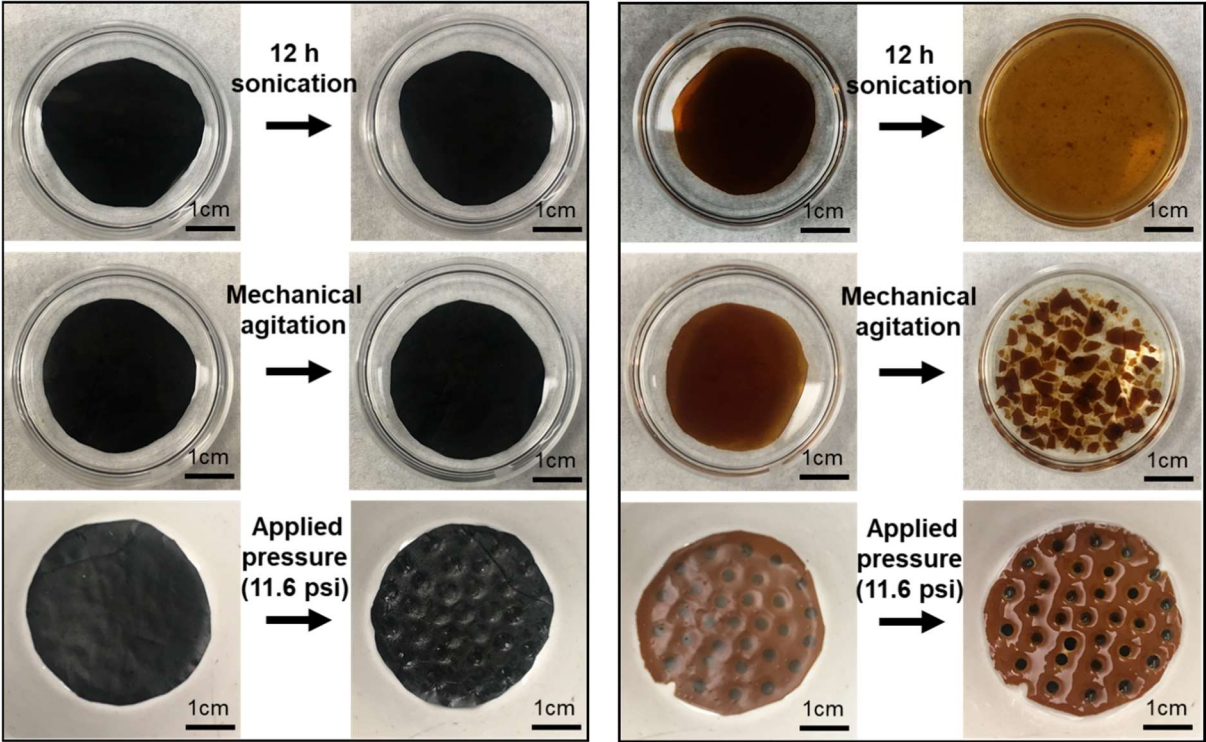 12 h
sonication
1cm
1cm
Mechanical
agitation
1cm
1cm
Applied
pressure
(11.6 psi)
1cm
1cm
12 h
sonication
1cm
1cm
Mechanical
agitation
1cm
1cm
Applied
pressure
(11.6 psi)
1cm
1cm